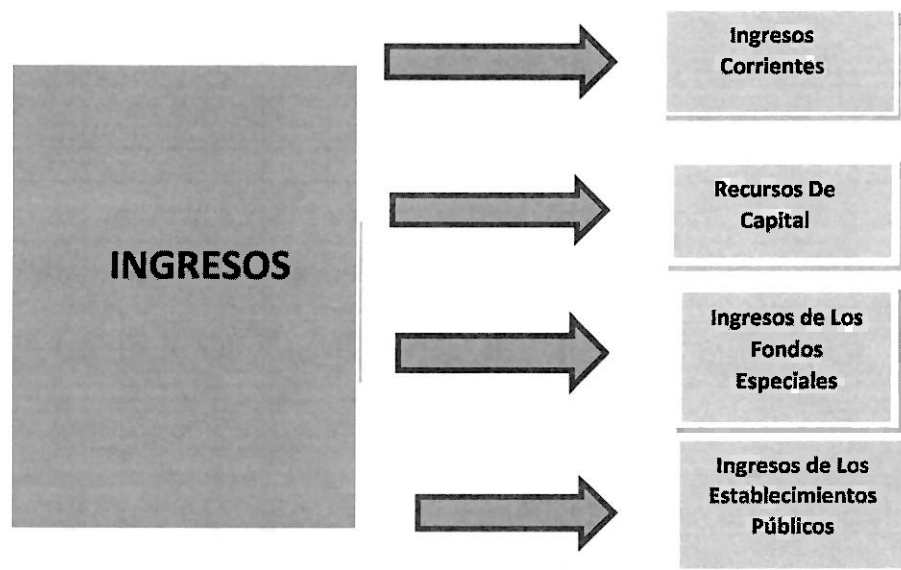 INGRESOS
Ingresos
Corrientes
Recursos De
Capital
Ingresos de Los
Fondos
Especiales
Ingresos de Los
Establecimientos
Públicos